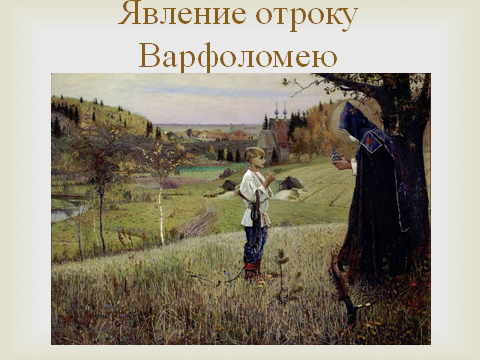 Явление отроку
Варфоломею